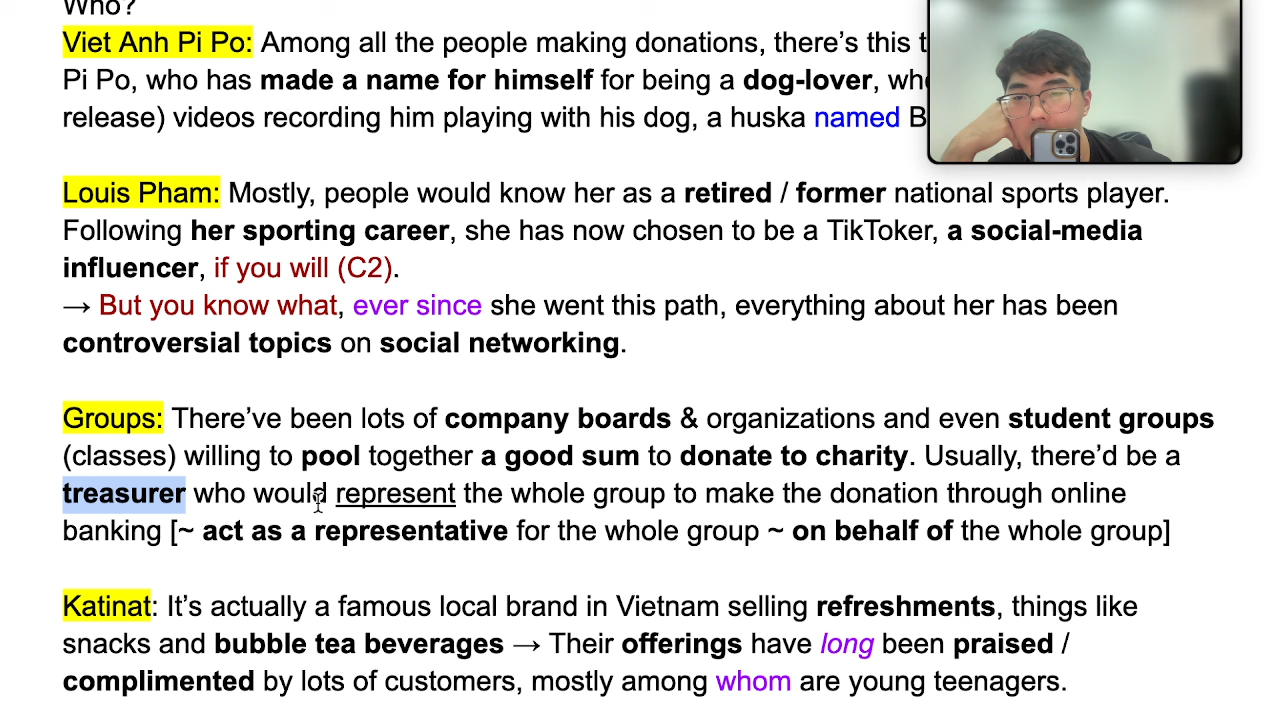 Who?
Viet Anh Pi Po: Among all the people making donations, there’s this
Pi Po, who has made a name for himself for being a dog-lover,
release) videos recording him playing with his dog, a huska named
Louis Pham: Mostly, people would know her as a retired / former national sports player.
Following her sporting career, she has now chosen to be a TikToker, a social-media
influencer, if you will (C2).
→ But you know what, ever since she went this path, everything about her has been
controversial topics on social networking.
Groups: There’ve been lots of company boards & organizations and even student groups
(classes) willing to pool together a good sum to donate to charity. Usually, there’d be a
treasurer who would represent the whole group to make the donation through online
banking [~ act as a representative for the whole group ~ on behalf of the whole group]
Katinat: It’s actually a famous local brand in Vietnam selling refreshments, things like
snacks and bubble tea beverages → Their offerings have long been praised /
complimented by lots of customers, mostly among whom are young teenagers.